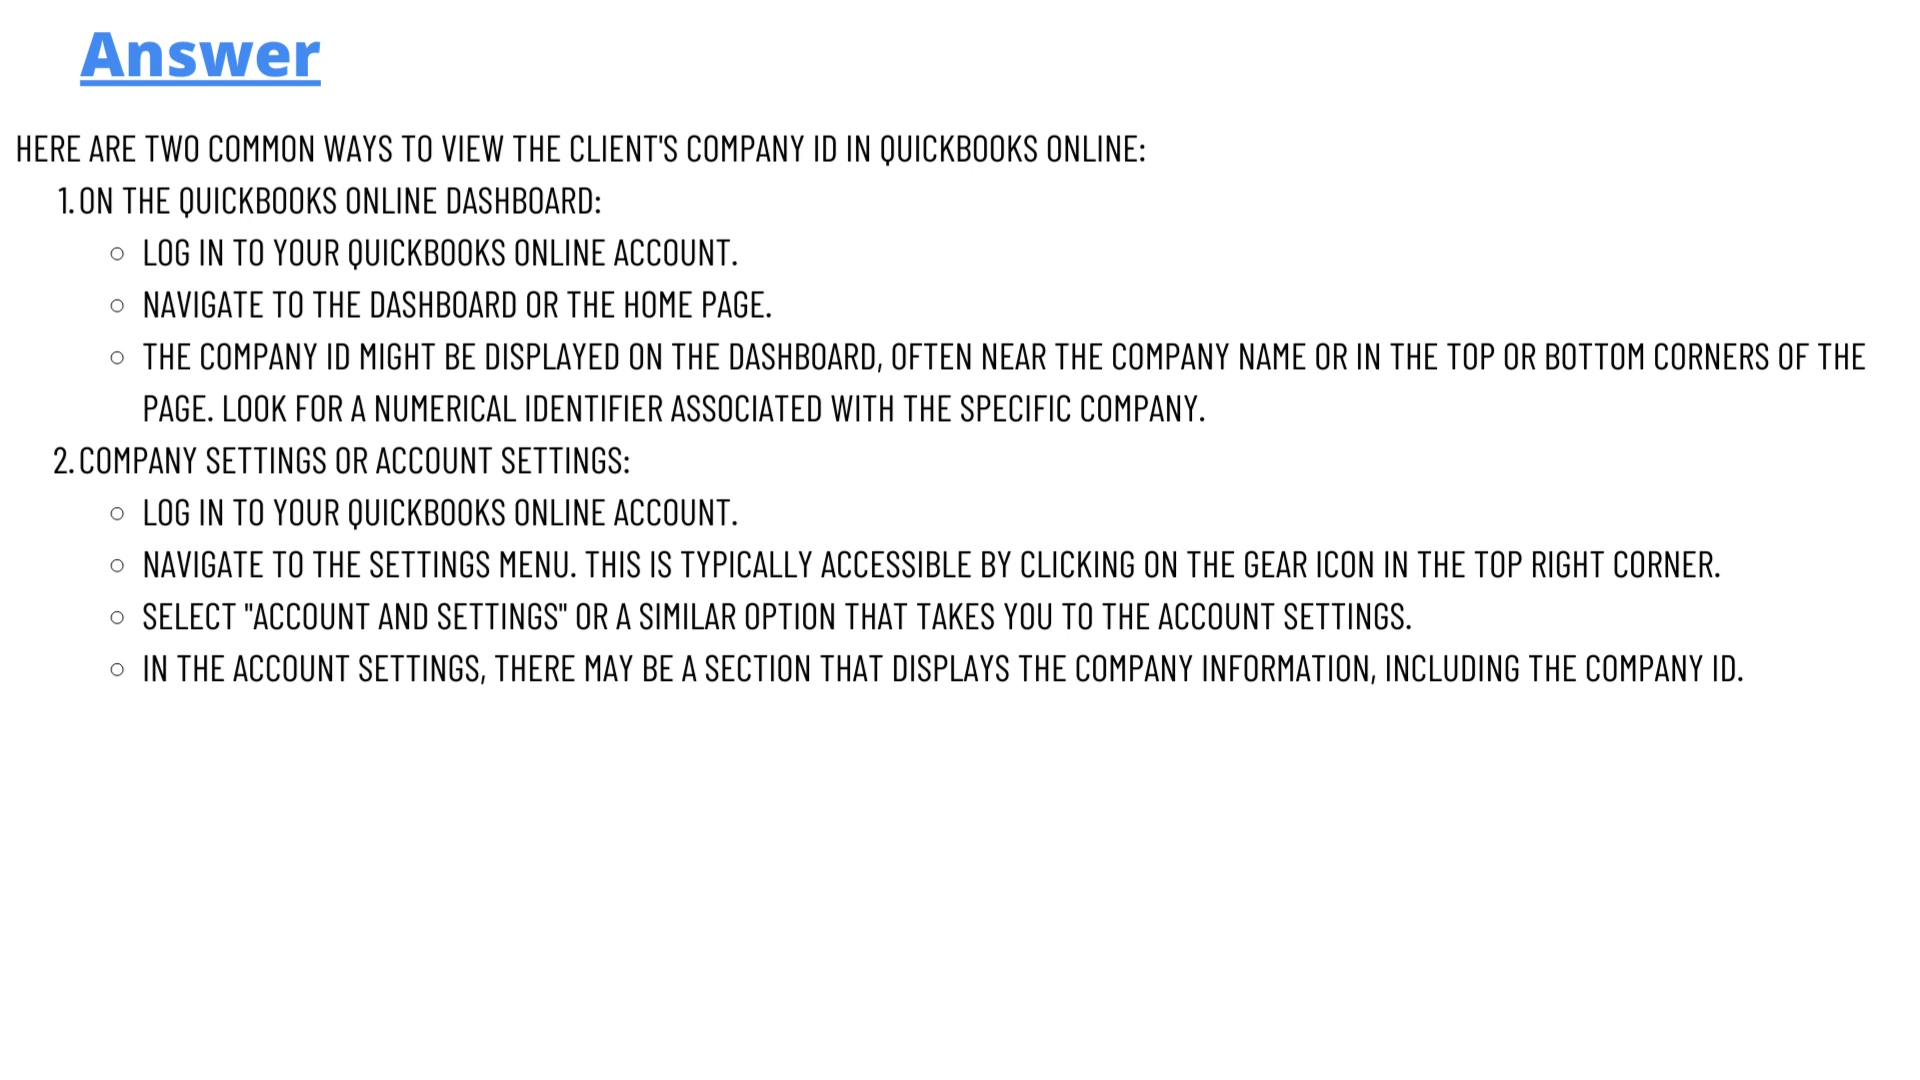 Answer
HERE ARE TWO COMMON WAYS TO VIEW THE CLIENT'S COMPANY ID IN QUICKBOOKS ONLINE:
1. ON THE QUICKBOOKS ONLINE DASHBOARD:
○ LOG IN TO YOUR QUICKBOOKS ONLINE ACCOUNT.
○ NAVIGATE TO THE DASHBOARD OR THE HOME PAGE.
○ THE COMPANY ID MIGHT BE DISPLAYED ON THE DASHBOARD, OFTEN NEAR THE COMPANY NAME OR IN THE TOP OR BOTTOM CORNERS OF THE
PAGE. LOOK FOR A NUMERICAL IDENTIFIER ASSOCIATED WITH THE SPECIFIC COMPANY.
2. COMPANY SETTINGS OR ACCOUNT SETTINGS:
○ LOG IN TO YOUR QUICKBOOKS ONLINE ACCOUNT.
○ NAVIGATE TO THE SETTINGS MENU. THIS IS TYPICALLY ACCESSIBLE BY CLICKING ON THE GEAR ICON IN THE TOP RIGHT CORNER.
○ SELECT "ACCOUNT AND SETTINGS" OR A SIMILAR OPTION THAT TAKES YOU TO THE ACCOUNT SETTINGS.
○ IN THE ACCOUNT SETTINGS, THERE MAY BE A SECTION THAT DISPLAYS THE COMPANY INFORMATION, INCLUDING THE COMPANY ID.